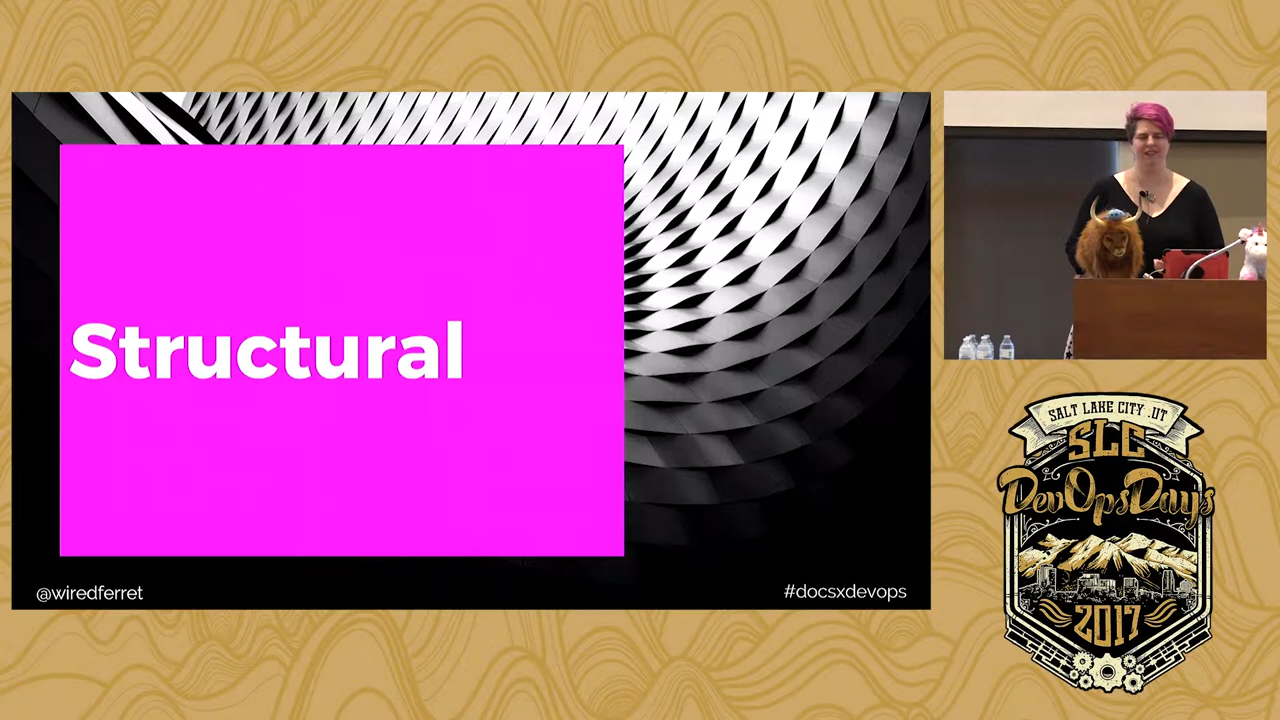 Structural
@wiredferret
#docsxdevops
SALT LAKE CITY .UT
SLC
DevOpsDays
2017